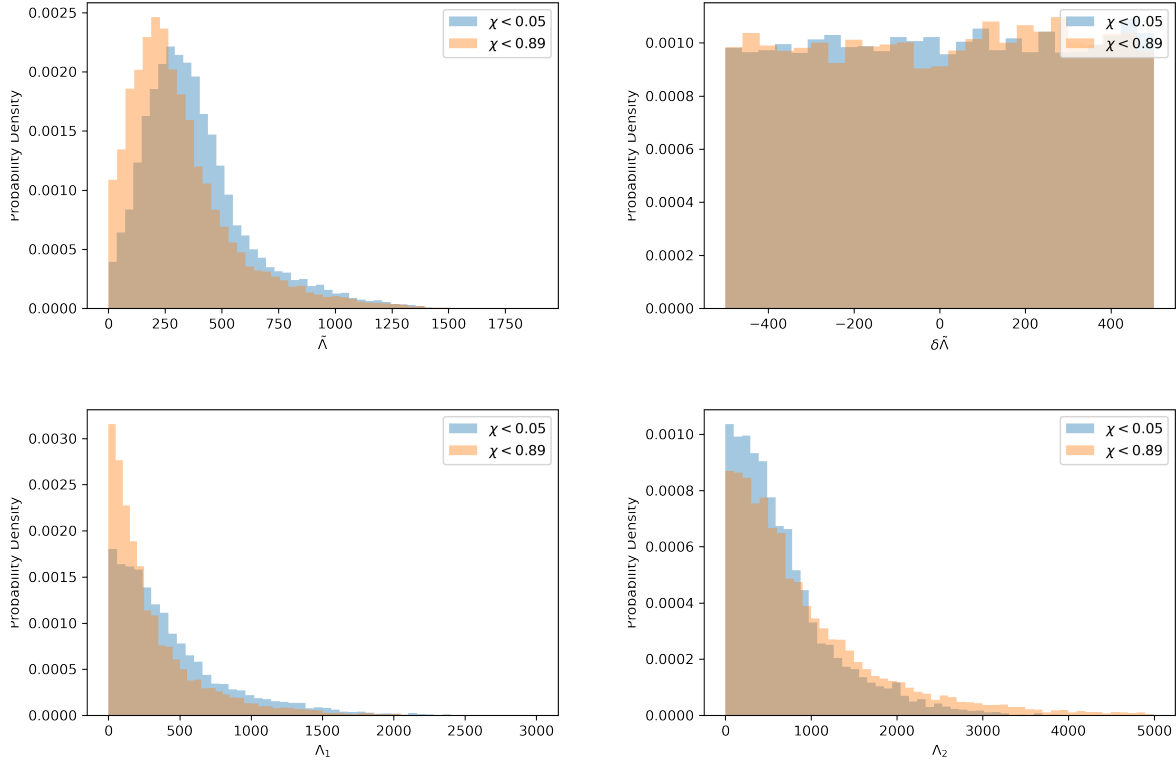 0.0025
0.0020
0.0015
0.0010
0.0005
0.0000
Probability Density
χ < 0.05
χ < 0.89
0 250 500 750 1000 1250 1500 1750
Λ̃
0.0010
0.0008
0.0006
0.0004
0.0002
0.0000
Probability Density
χ < 0.05
χ < 0.89
−400 −200 0 200 400
δΛ̃
0.0030
0.0025
0.0020
0.0015
0.0010
0.0005
0.0000
Probability Density
χ < 0.05
χ < 0.89
0 500 1000 1500 2000 2500 3000
Λ₁
0.0010
0.0008
0.0006
0.0004
0.0002
0.0000
Probability Density
χ < 0.05
χ < 0.89
0 1000 2000 3000 4000 5000
Λ₂